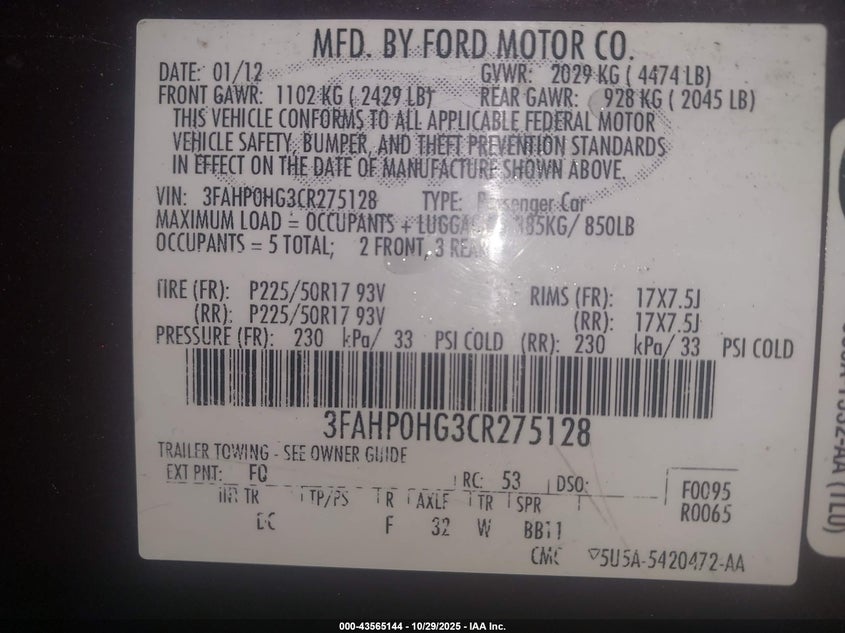 MFD. BY FORD MOTOR CO.
DATE: 01/12 GVWR: 2029 KG ( 4474 LB)
FRONT GAWR: 1102 KG ( 2429 LB) REAR GAWR: 928 KG ( 2045 LB)
THIS VEHICLE CONFORMS TO ALL APPLICABLE FEDERAL MOTOR
VEHICLE SAFETY, BUMPER, AND THEFT PREVENTION STANDARDS
IN EFFECT ON THE DATE OF MANUFACTURE SHOWN ABOVE.
VIN: 3FAHP0HG3CR275128 TYPE: Passenger Car
MAXIMUM LOAD = OCCUPANTS + LUGGAGE 385KG/ 850LB
OCCUPANTS = 5 TOTAL; 2 FRONT, 3 REAR
TIRE (FR): P225/50R17 93V RIMS (FR): 17X7.5J
(RR): P225/50R17 93V (RR): 17X7.5J
PRESSURE (FR): 230 kPa/ 33 PSI COLD (RR): 230 kPa/ 33 PSI COLD
3FAHP0HG3CR275128
TRAILER TOWING - SEE OWNER GUIDE
EXT PNT: FQ RC: 53 DSO:
F0095
R0065
INT TR TP/PS R AXLE TR SPR
F 32 W BB11
CMC ▽5U5A-5420472-AA
000-43565144 - 10/29/2025 - IAA Inc.